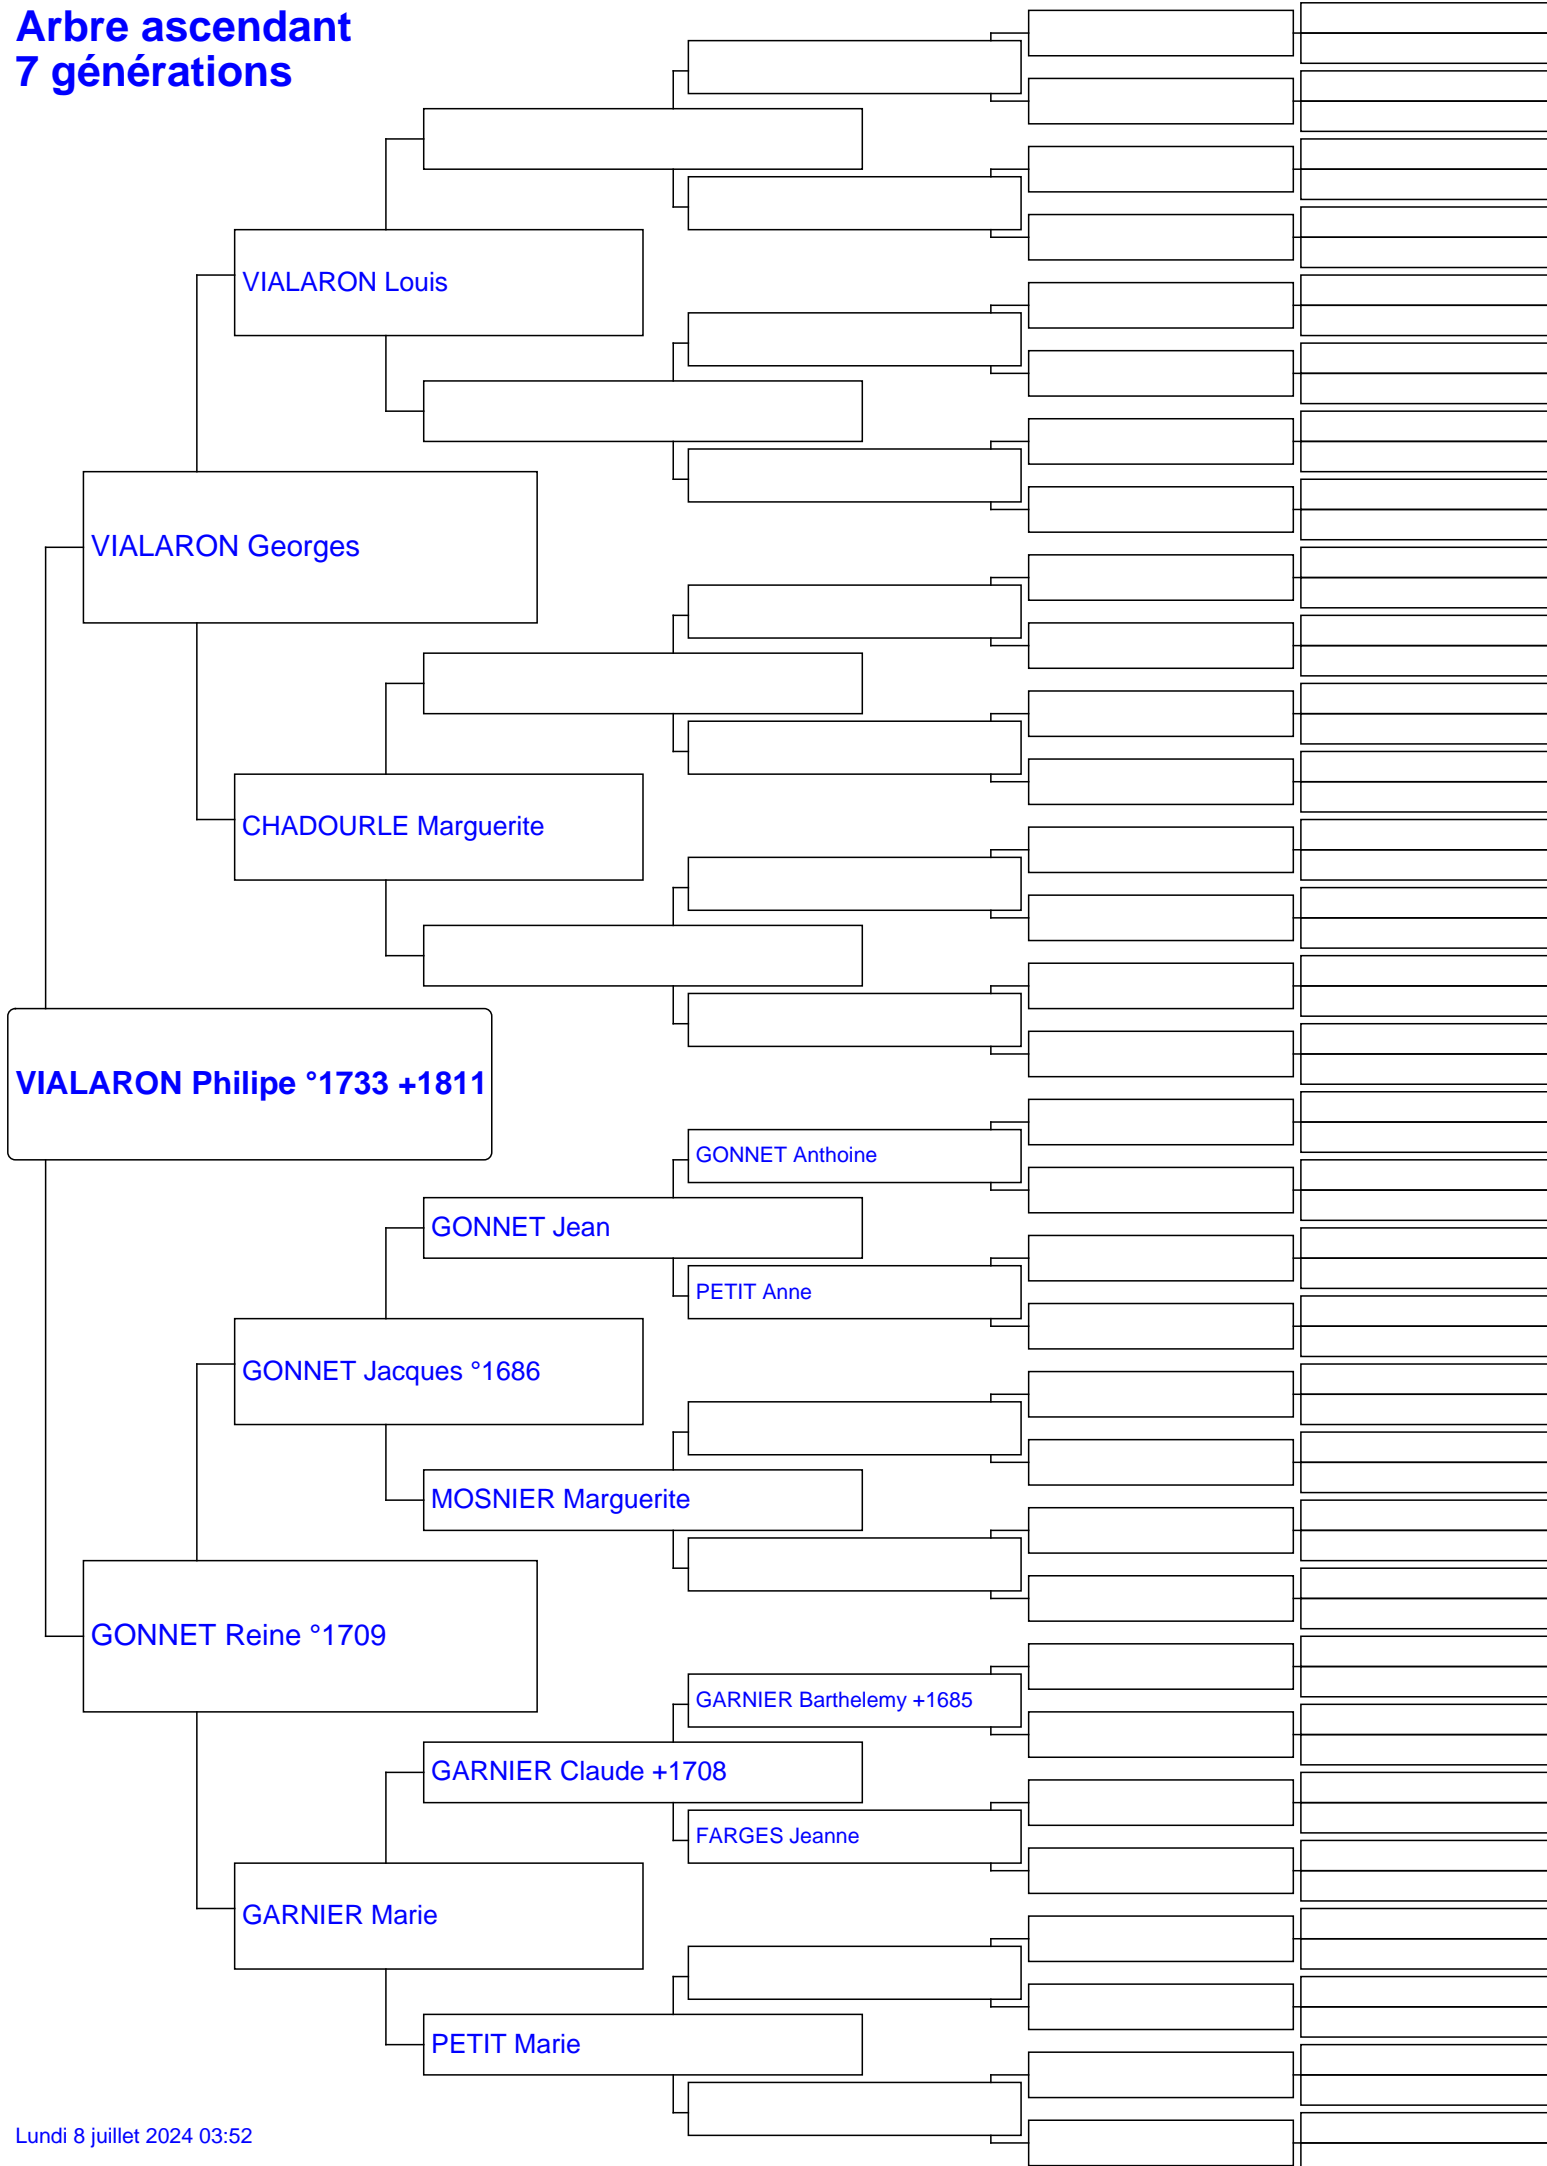 Arbre ascendant
7 générations
VIALARON Louis
VIALARON Georges
CHADOURLE Marguerite
VIALARON Philipe °1733 +1811
GONNET Anthoine
GONNET Jean
PETIT Anne
GONNET Jacques °1686
MOSNIER Marguerite
GONNET Reine °1709
GARNIER Barthelemy +1685
GARNIER Claude +1708
FARGES Jeanne
GARNIER Marie
PETIT Marie
Lundi 8 juillet 2024 03:52